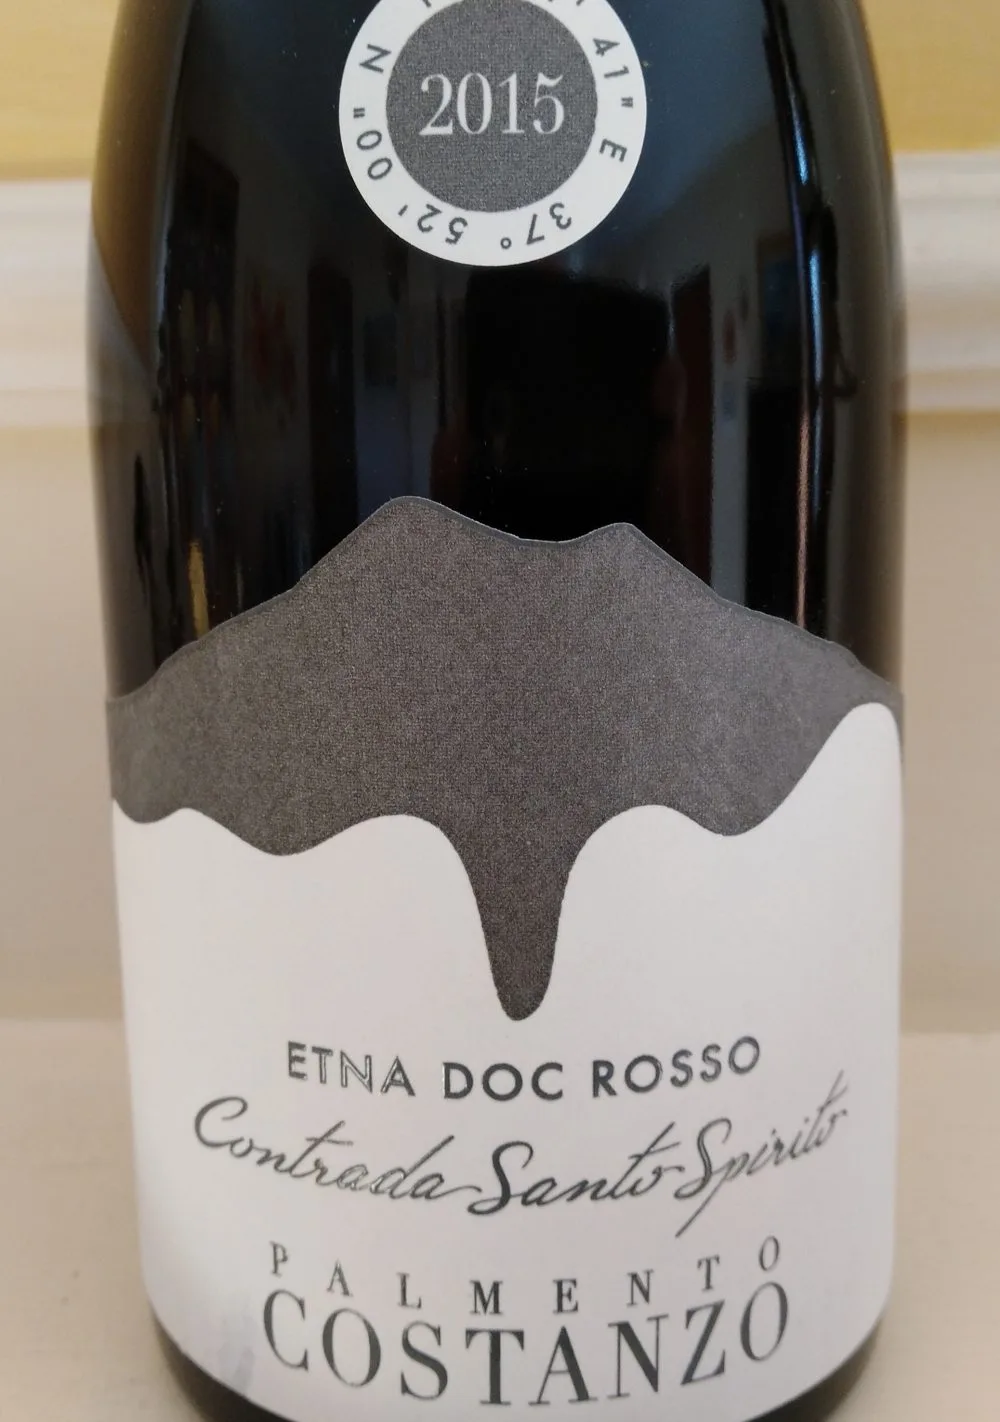 2015
37° 52' 00" N
41" E
ETNA DOC ROSSO
Contrada Santo Spirito
PALMENTO
COSTANZO